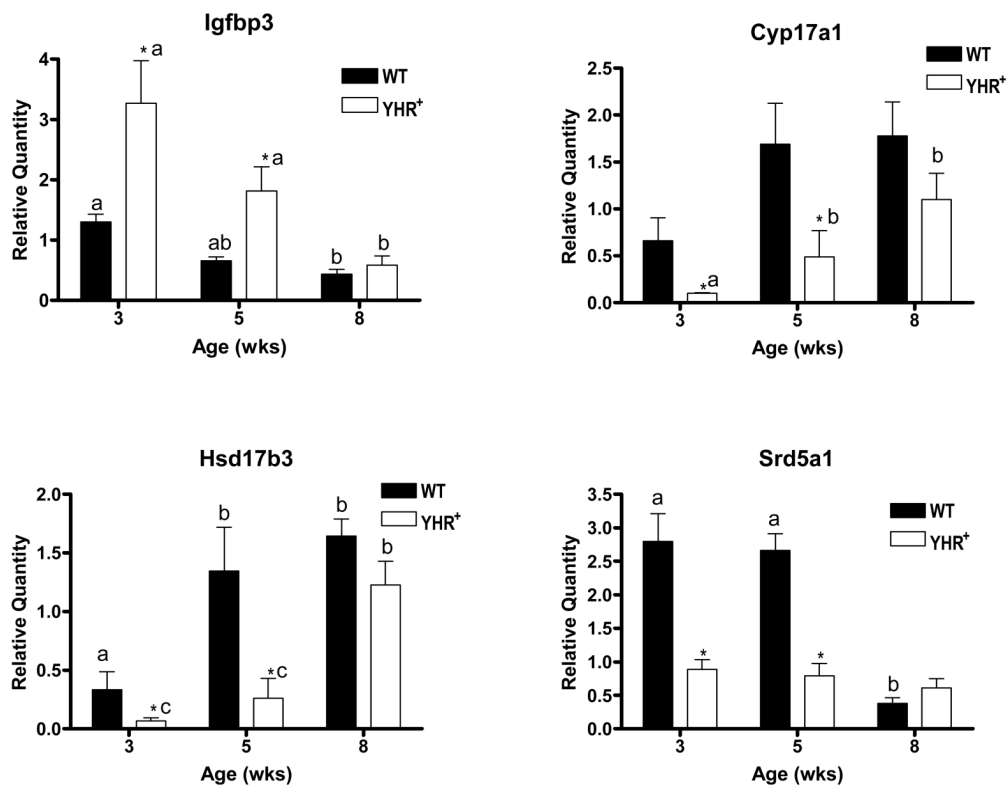 Igfbp3
4
3
2
1
0
Relative Quantity
*a
a
*a
ab
b
b
WT
YHR⁺
3
5
8
Age (wks)
Cyp17a1
2.5
2.0
1.5
1.0
0.5
0.0
Relative Quantity
WT
YHR⁺
*a
*b
b
3
5
8
Age (wks)
Hsd17b3
2.0
1.5
1.0
0.5
0.0
Relative Quantity
WT
YHR⁺
a
*c
b
*c
b
b
3
5
8
Age (wks)
Srd5a1
3.5
3.0
2.5
2.0
1.5
1.0
0.5
0.0
Relative Quantity
WT
YHR⁺
a
*
a
*
b
3
5
8
Age (wks)